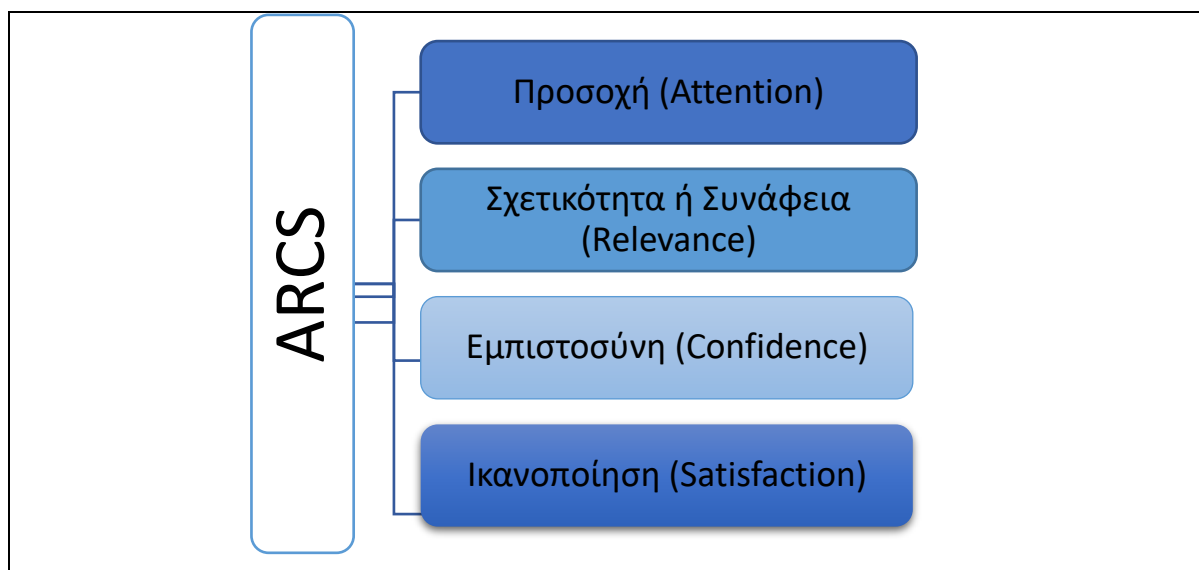 ARCS
Προσοχή (Attention)
Σχετικότητα ή Συνάφεια
(Relevance)
Εμπιστοσύνη (Confidence)
Ικανοποίηση (Satisfaction)